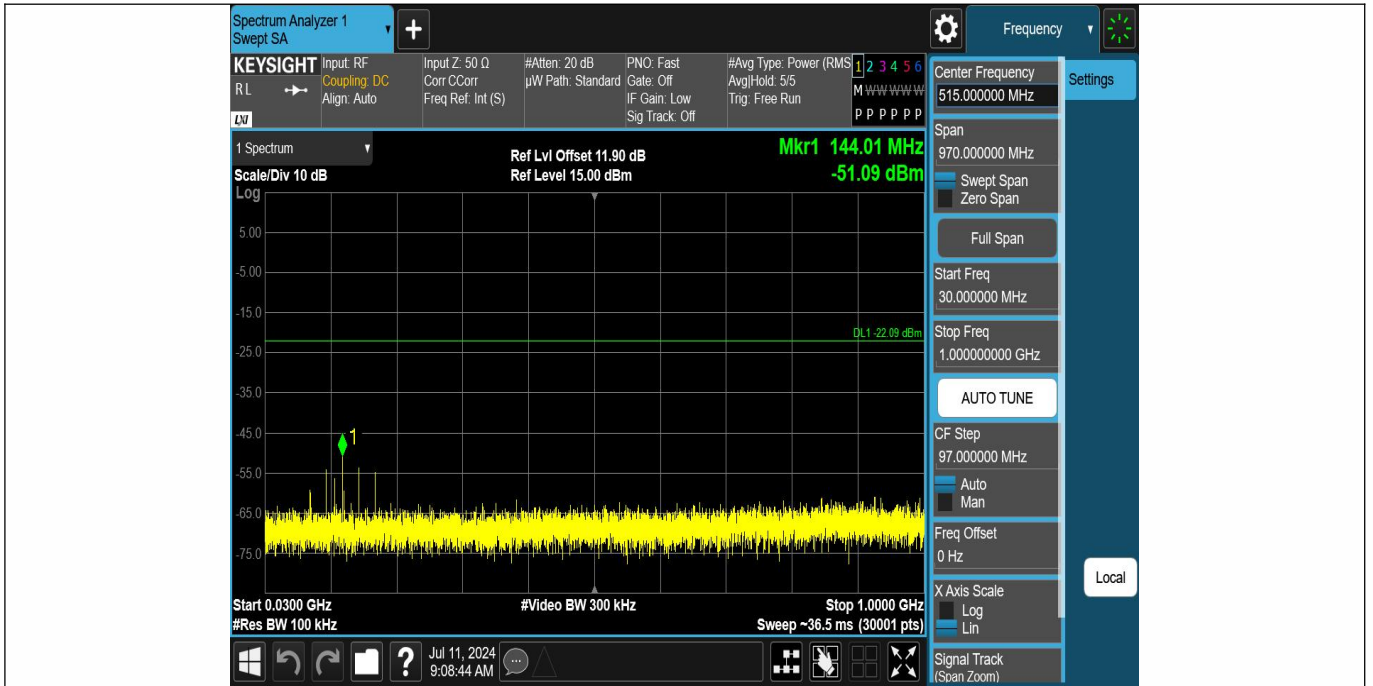 Spectrum Analyzer 1
Swept SA
+
Frequency
KEYSIGHT
R L
LXI
Input: RF
Coupling: DC
Align: Auto
Input Z: 50 Ω
Corr CCorr
Freq Ref: Int (S)
#Atten: 20 dB
µW Path: Standard
PNO: Fast
Gate: Off
IF Gain: Low
Sig Track: Off
#Avg Type: Power (RMS
Avg|Hold: 5/5
Trig: Free Run
1 2 3 4 5 6
M W W W W W
P P P P P P
1 Spectrum
Scale/Div 10 dB
Log
Ref Lvl Offset 11.90 dB
Ref Level 15.00 dBm
Mkr1 144.01 MHz
-51.09 dBm
5.00
-5.00
-15.0
DL1 -22.09 dBm
-25.0
-35.0
-45.0
1
-55.0
-65.0
-75.0
Start 0.0300 GHz
#Res BW 100 kHz
#Video BW 300 kHz
Stop 1.0000 GHz
Sweep ~36.5 ms (30001 pts)
Center Frequency
515.000000 MHz
Settings
Span
970.000000 MHz
Swept Span
Zero Span
Full Span
Start Freq
30.000000 MHz
Stop Freq
1.000000000 GHz
AUTO TUNE
CF Step
97.000000 MHz
Auto
Man
Freq Offset
0 Hz
Local
X Axis Scale
Log
Lin
Signal Track
(Span Zoom)
?
Jul 11, 2024
9:08:44 AM